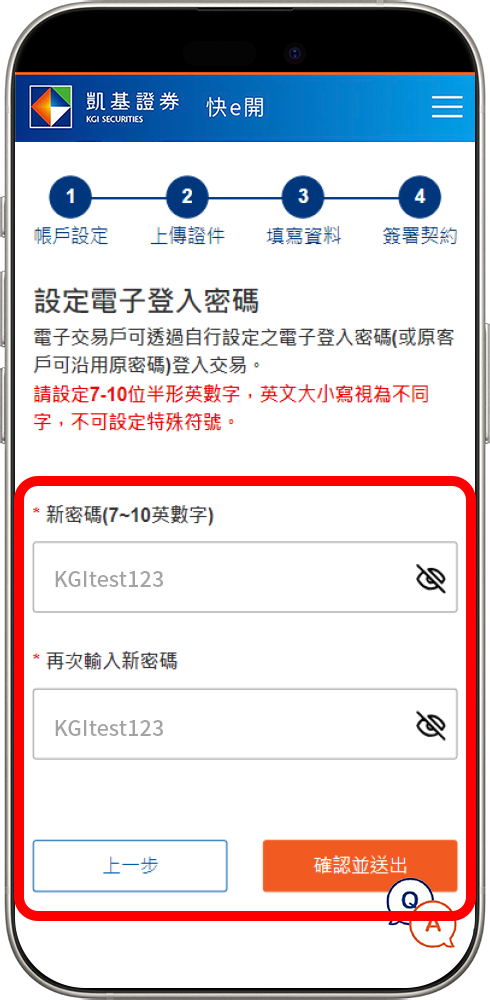 凱基證券
KGI SECURITIES
快e開
1 2 3 4
帳戶設定 上傳證件 填寫資料 簽署契約
設定電子登入密碼
電子交易戶可透過自行設定之電子登入密碼(或原客
戶可沿用原密碼)登入交易。
請設定7-10位半形英數字，英文大小寫視為不同
字，不可設定特殊符號。
* 新密碼(7~10英數字)
KGItest123
* 再次輸入新密碼
KGItest123
上一步 確認並送出
Q
A